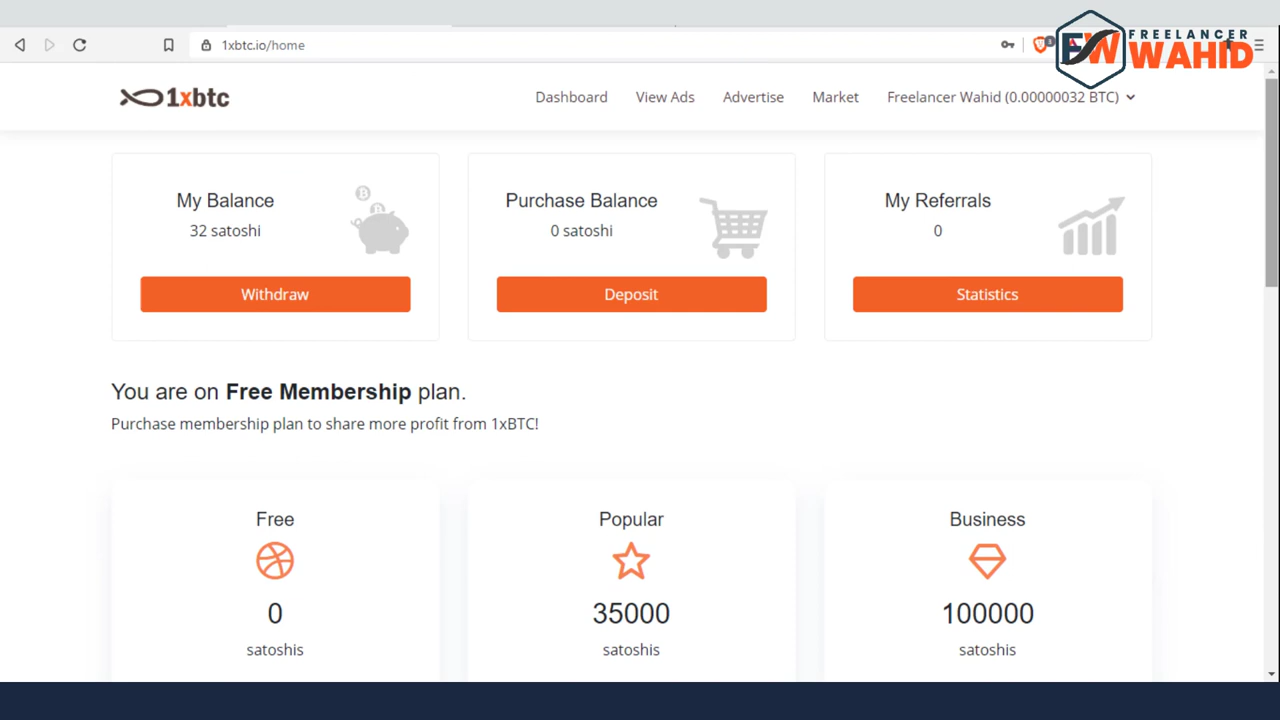 1xbtc.io/home
FREELANCER
WAHID
1xbtc
Dashboard View Ads Advertise Market Freelancer Wahid (0.00000032 BTC)
My Balance
32 satoshi
Withdraw
Purchase Balance
0 satoshi
Deposit
My Referrals
0
Statistics
You are on Free Membership plan.
Purchase membership plan to share more profit from 1xBTC!
Free
0
satoshis
Popular
35000
satoshis
Business
100000
satoshis